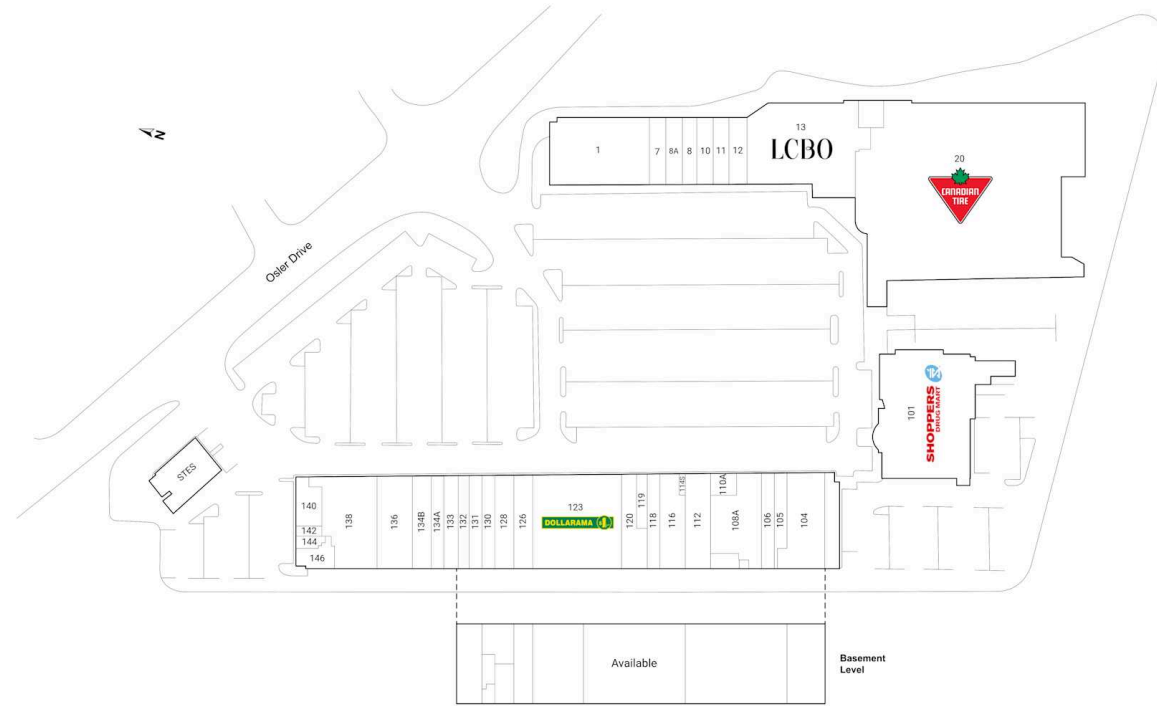 N
Osler Drive
1
7
8A
8
10
11
12
13
LCBO
20
CANADIAN
TIRE
101
SHOPPERS
DRUG MART
STES
140
142
144
146
138
136
134B
134A
133
132
131
130
128
126
123
DOLLARAMA
120
119
118
116
114S
112
110A
108A
106
105
104
Available
Basement
Level